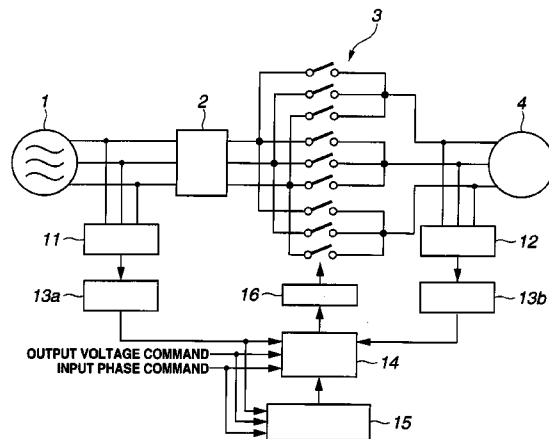 3
1
2
4
11
12
13a
16
13b
OUTPUT VOLTAGE COMMAND
INPUT PHASE COMMAND
14
15